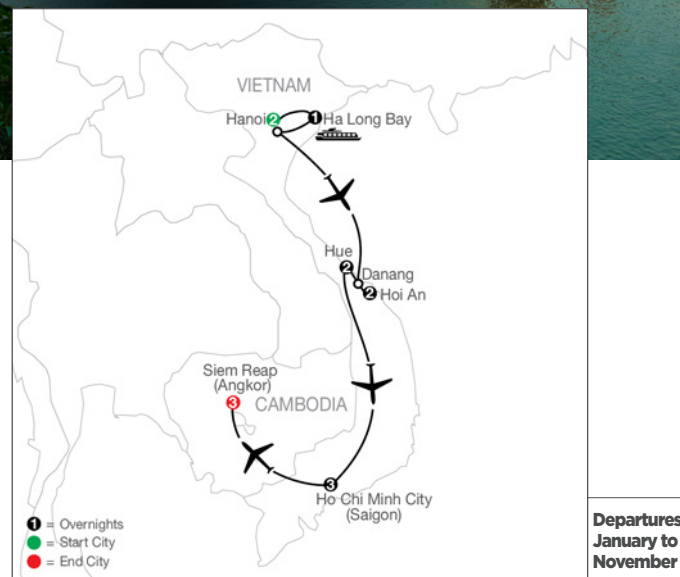 VIETNAM
Hanoi 2
1 Ha Long Bay
Hue
2
Danang
2 Hoi An
Siem Reap
(Angkor)
3
CAMBODIA
3
Ho Chi Minh City
(Saigon)
1 = Overnights
= Start City
= End City
Departures
January to
November